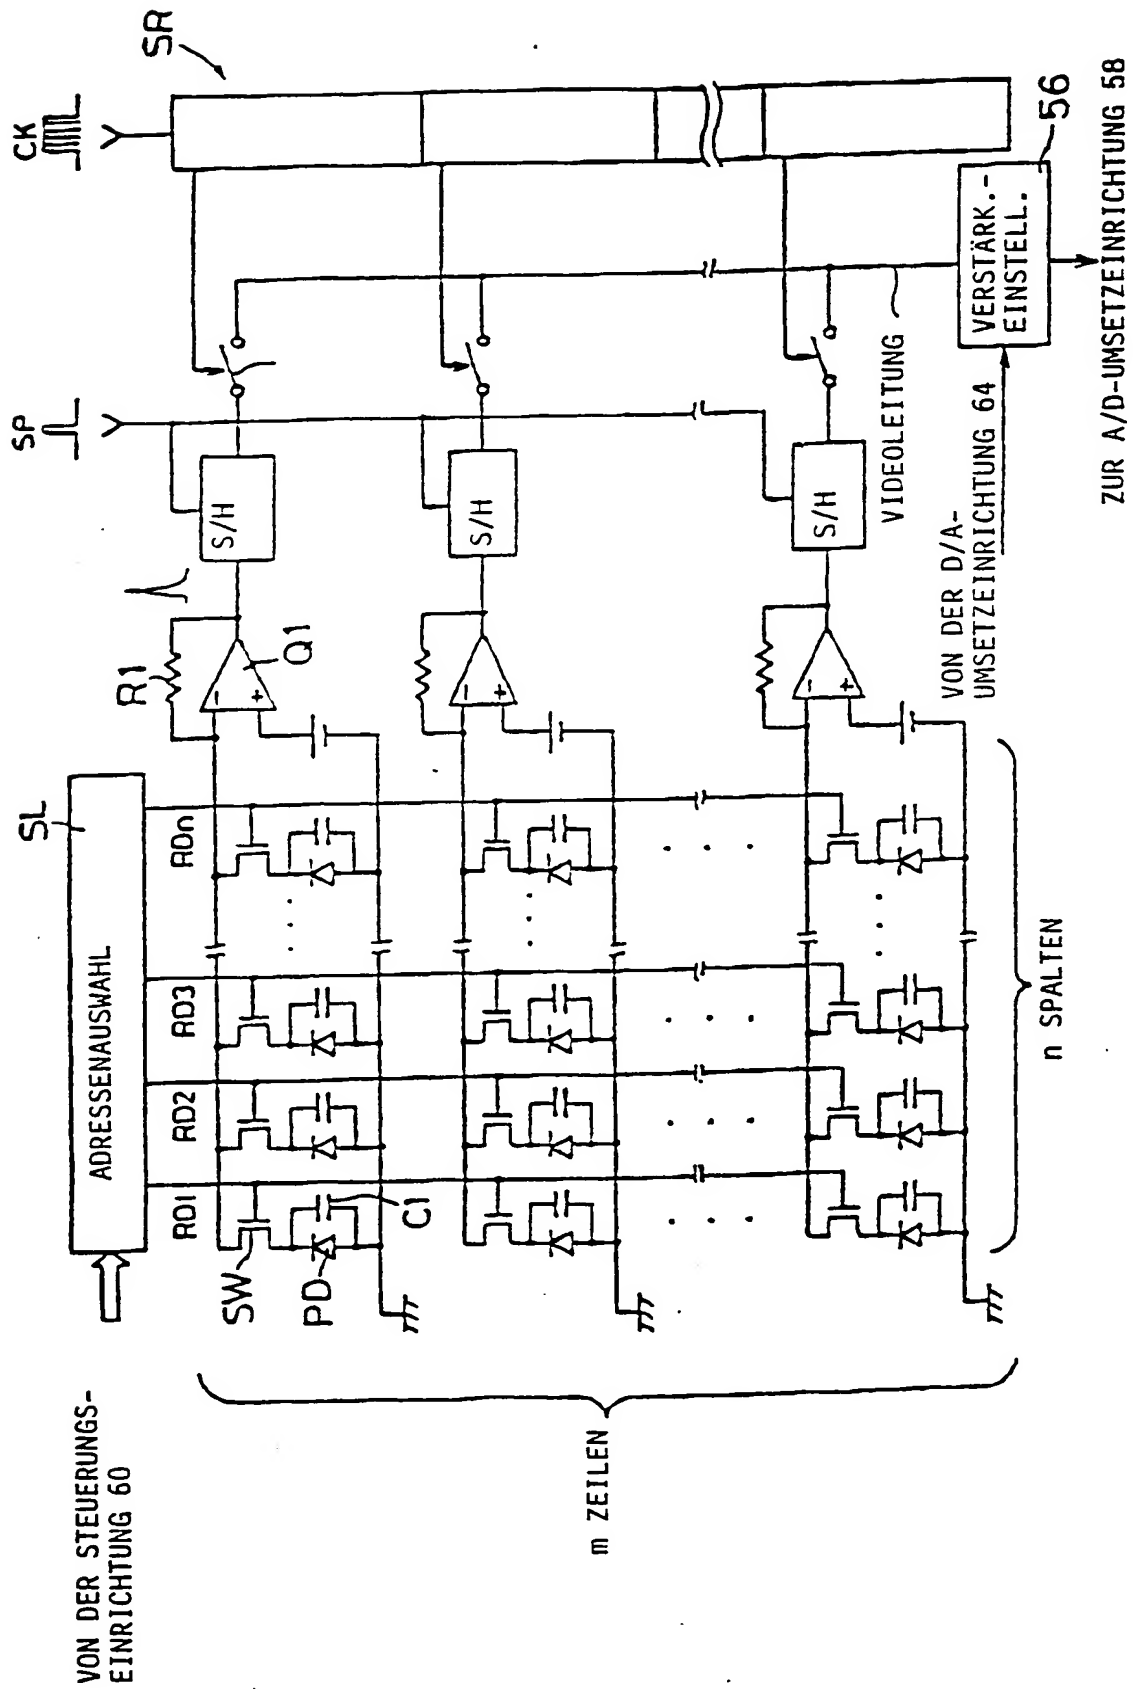 VON DER STEUERUNGS-
EINRICHTUNG 60
SL
ADRESSENAUSWAHL
RD1
RD2
RD3
RDn
SW
PD
C1
R1
Q1
-
+
S/H
SP
CK
SR
-
+
S/H
-
+
S/H
m ZEILEN
n SPALTEN
VIDEOLEITUNG
VON DER D/A-
UMSETZEINRICHTUNG 64
VERSTÄRK.-
EINSTELL.
56
ZUR A/D-UMSETZEINRICHTUNG 58